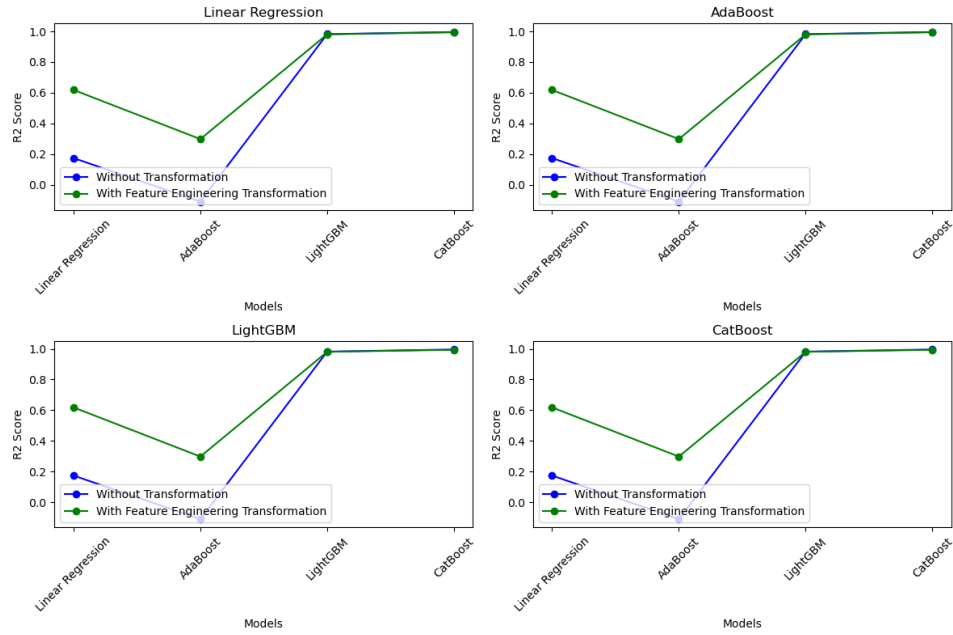 Linear Regression
1.0
0.8
0.6
0.4
0.2
0.0
R2 Score
Without Transformation
With Feature Engineering Transformation
Linear Regression
AdaBoost
LightGBM
CatBoost
Models
AdaBoost
1.0
0.8
0.6
0.4
0.2
0.0
R2 Score
Without Transformation
With Feature Engineering Transformation
Linear Regression
AdaBoost
LightGBM
CatBoost
Models
LightGBM
1.0
0.8
0.6
0.4
0.2
0.0
R2 Score
Without Transformation
With Feature Engineering Transformation
Linear Regression
AdaBoost
LightGBM
CatBoost
Models
CatBoost
1.0
0.8
0.6
0.4
0.2
0.0
R2 Score
Without Transformation
With Feature Engineering Transformation
Linear Regression
AdaBoost
LightGBM
CatBoost
Models